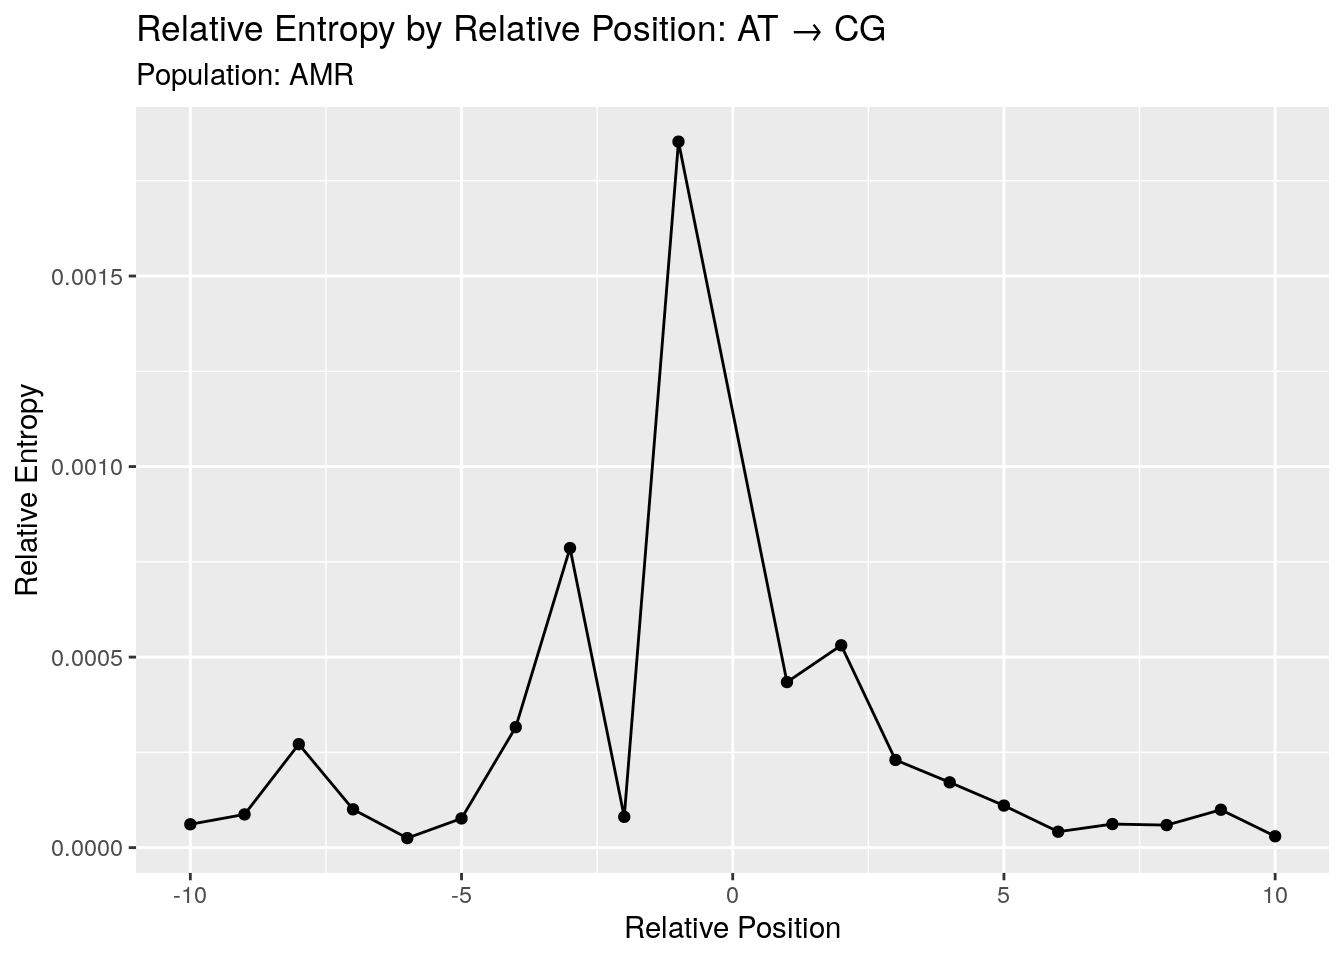 Relative Entropy by Relative Position: AT → CG
Population: AMR
Relative Entropy
0.0015
0.0010
0.0005
0.0000
-10
-5
0
5
10
Relative Position